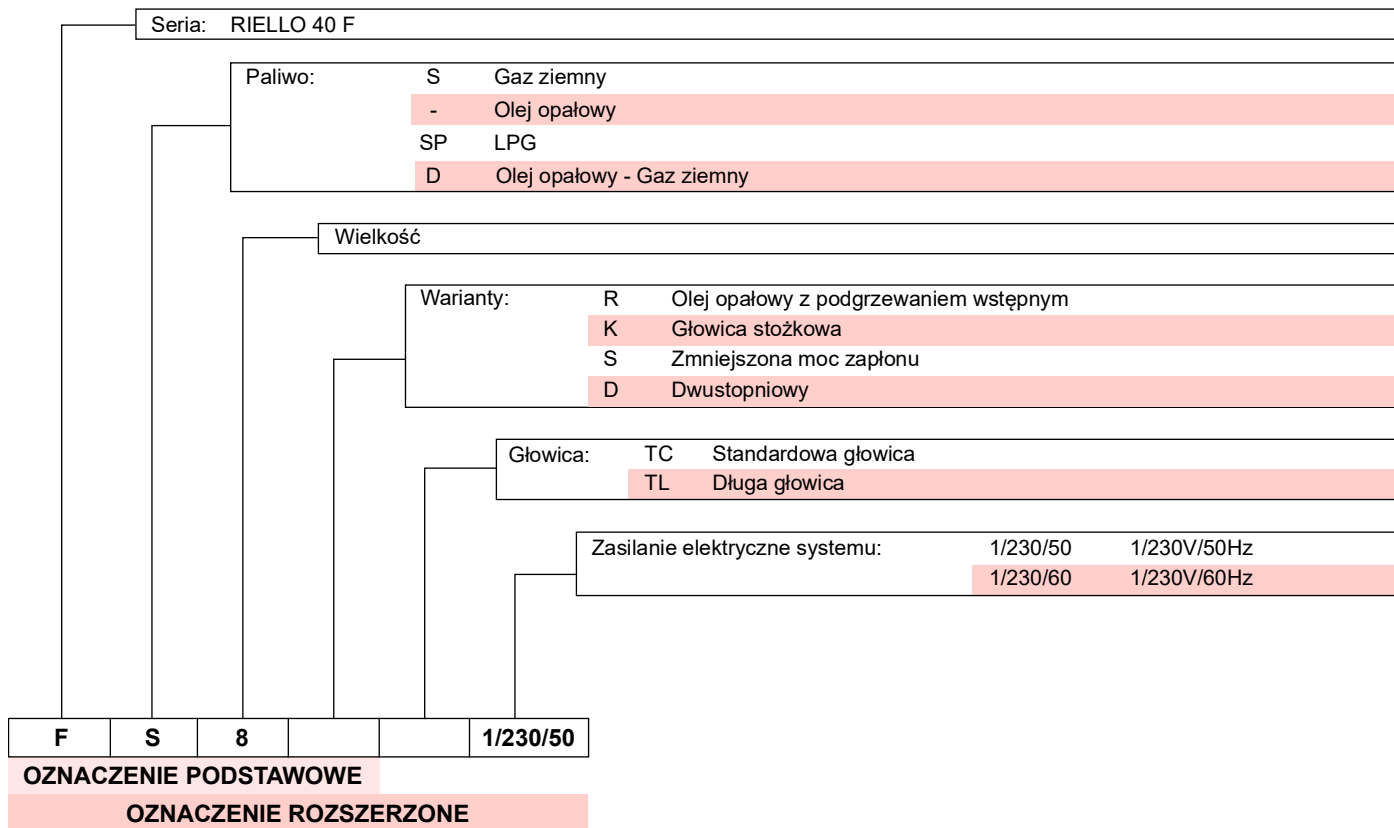 Seria: RIELLO 40 F
Paliwo: S Gaz ziemny
- Olej opałowy
SP LPG
D Olej opałowy - Gaz ziemny
Wielkość
Warianty: R Olej opałowy z podgrzewaniem wstępnym
K Głowica stożkowa
S Zmniejszona moc zapłonu
D Dwustopniowy
Głowica: TC Standardowa głowica
TL Długa głowica
Zasilanie elektryczne systemu: 1/230/50 1/230V/50Hz
1/230/60 1/230V/60Hz
F S 8 1/230/50
OZNACZENIE PODSTAWOWE
OZNACZENIE ROZSZERZONE